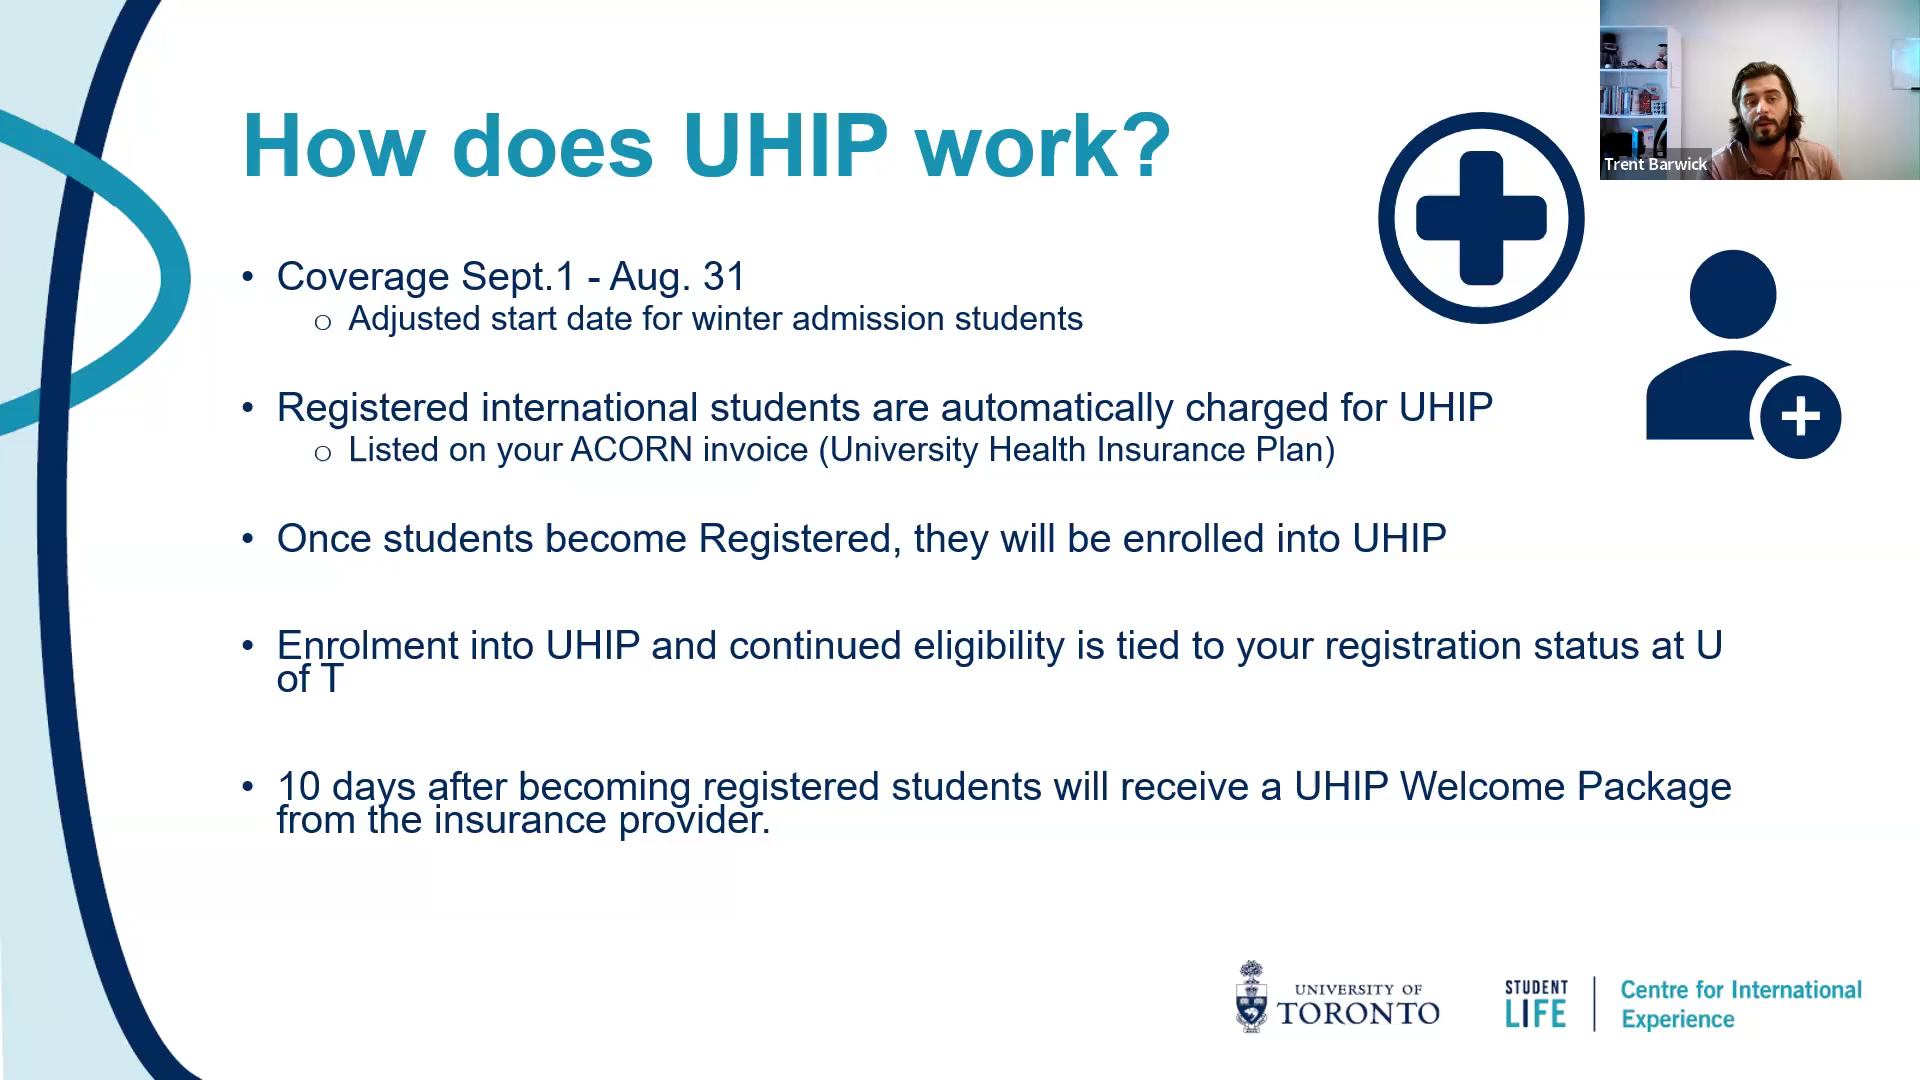 How does UHIP work?
Trent Barwick
• Coverage Sept.1 - Aug. 31
o Adjusted start date for winter admission students
• Registered international students are automatically charged for UHIP
o Listed on your ACORN invoice (University Health Insurance Plan)
• Once students become Registered, they will be enrolled into UHIP
• Enrolment into UHIP and continued eligibility is tied to your registration status at U
of T
• 10 days after becoming registered students will receive a UHIP Welcome Package
from the insurance provider.
UNIVERSITY OF
TORONTO
STUDENT
LIFE
Centre for International
Experience